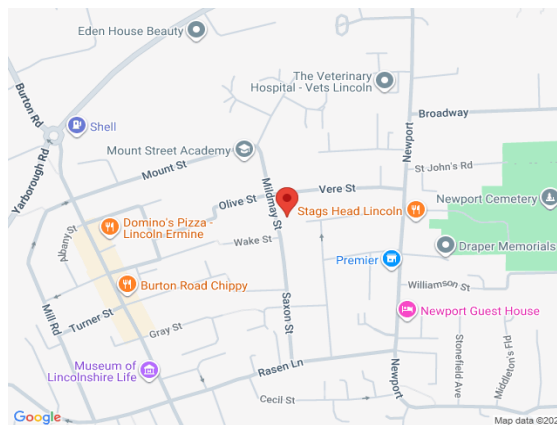 Eden House Beauty
The Veterinary
Hospital - Vets Lincoln
Burton Rd
Shell
Broadway
Yarborough Rd
Mount Street Academy
Newport
Mount St
St John's Rd
Mildmay St
Vere St
Olive St
Newport Cemetery
Stags Head Lincoln
Albany St
Domino's Pizza -
Lincoln Ermine
Wake St
Draper Memorials
Premier
Burton Road Chippy
Williamson St
Mill Rd
Turner St
Saxon St
Newport Guest House
Gray St
Stonefield Ave
Middleton's Fld
Museum of
Lincolnshire Life
Rasen Ln
Newport
Cecil St
Google
Map data ©202